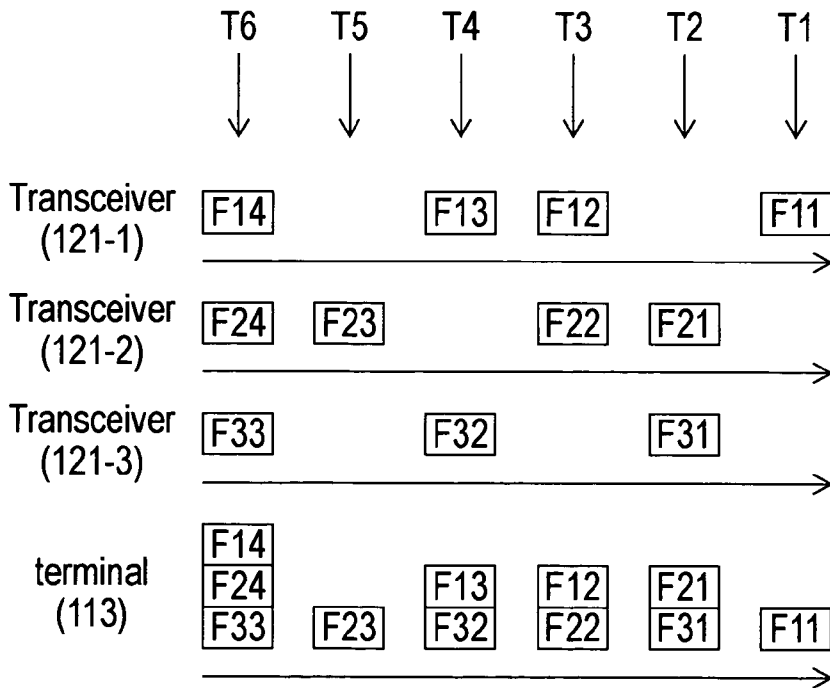 T6 T5 T4 T3 T2 T1
Transceiver
(121-1)
F14 F13 F12 F11
Transceiver
(121-2)
F24 F23 F22 F21
Transceiver
(121-3)
F33 F32 F31
terminal
(113)
F14
F24 F13 F12 F21
F33 F23 F32 F22 F31 F11